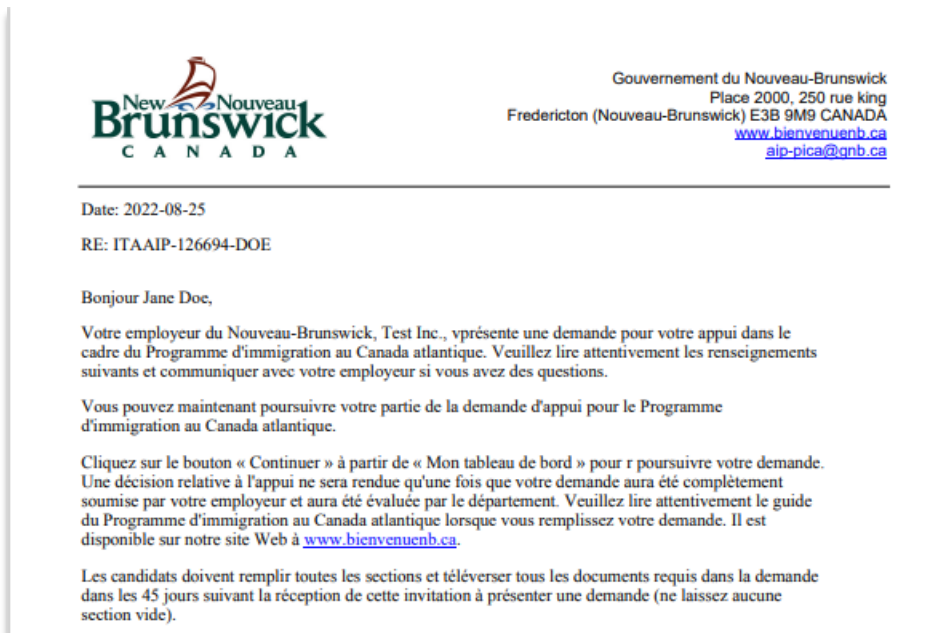 New Nouveau
Brunswick
CANADA
Gouvernement du Nouveau-Brunswick
Place 2000, 250 rue king
Fredericton (Nouveau-Brunswick) E3B 9M9 CANADA
www.bienvenuenb.ca
aip-pica@gnb.ca
Date: 2022-08-25
RE: ITAAIP-126694-DOE
Bonjour Jane Doe,
Votre employeur du Nouveau-Brunswick, Test Inc., vprésente une demande pour votre appui dans le
cadre du Programme d'immigration au Canada atlantique. Veuillez lire attentivement les renseignements
suivants et communiquer avec votre employeur si vous avez des questions.
Vous pouvez maintenant poursuivre votre partie de la demande d'appui pour le Programme
d'immigration au Canada atlantique.
Cliquez sur le bouton « Continuer » à partir de « Mon tableau de bord » pour r poursuivre votre demande.
Une décision relative à l'appui ne sera rendue qu'une fois que votre demande aura été complètement
soumise par votre employeur et aura été évaluée par le département. Veuillez lire attentivement le guide
du Programme d'immigration au Canada atlantique lorsque vous remplissez votre demande. Il est
disponible sur notre site Web à www.bienvenuenb.ca.
Les candidats doivent remplir toutes les sections et téléverser tous les documents requis dans la demande
dans les 45 jours suivant la réception de cette invitation à présenter une demande (ne laissez aucune
section vide).